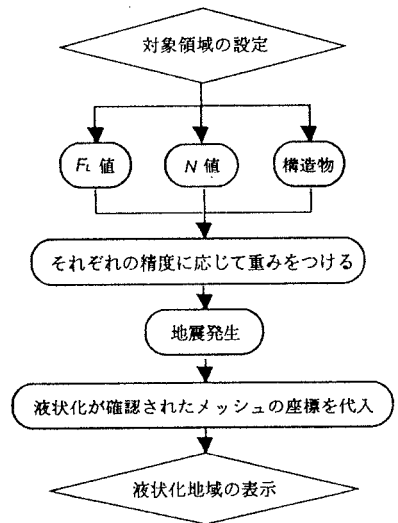 対象領域の設定
FL 値
N 値
構造物
それぞれの精度に応じて重みをつける
地震発生
液状化が確認されたメッシュの座標を代入
液状化地域の表示